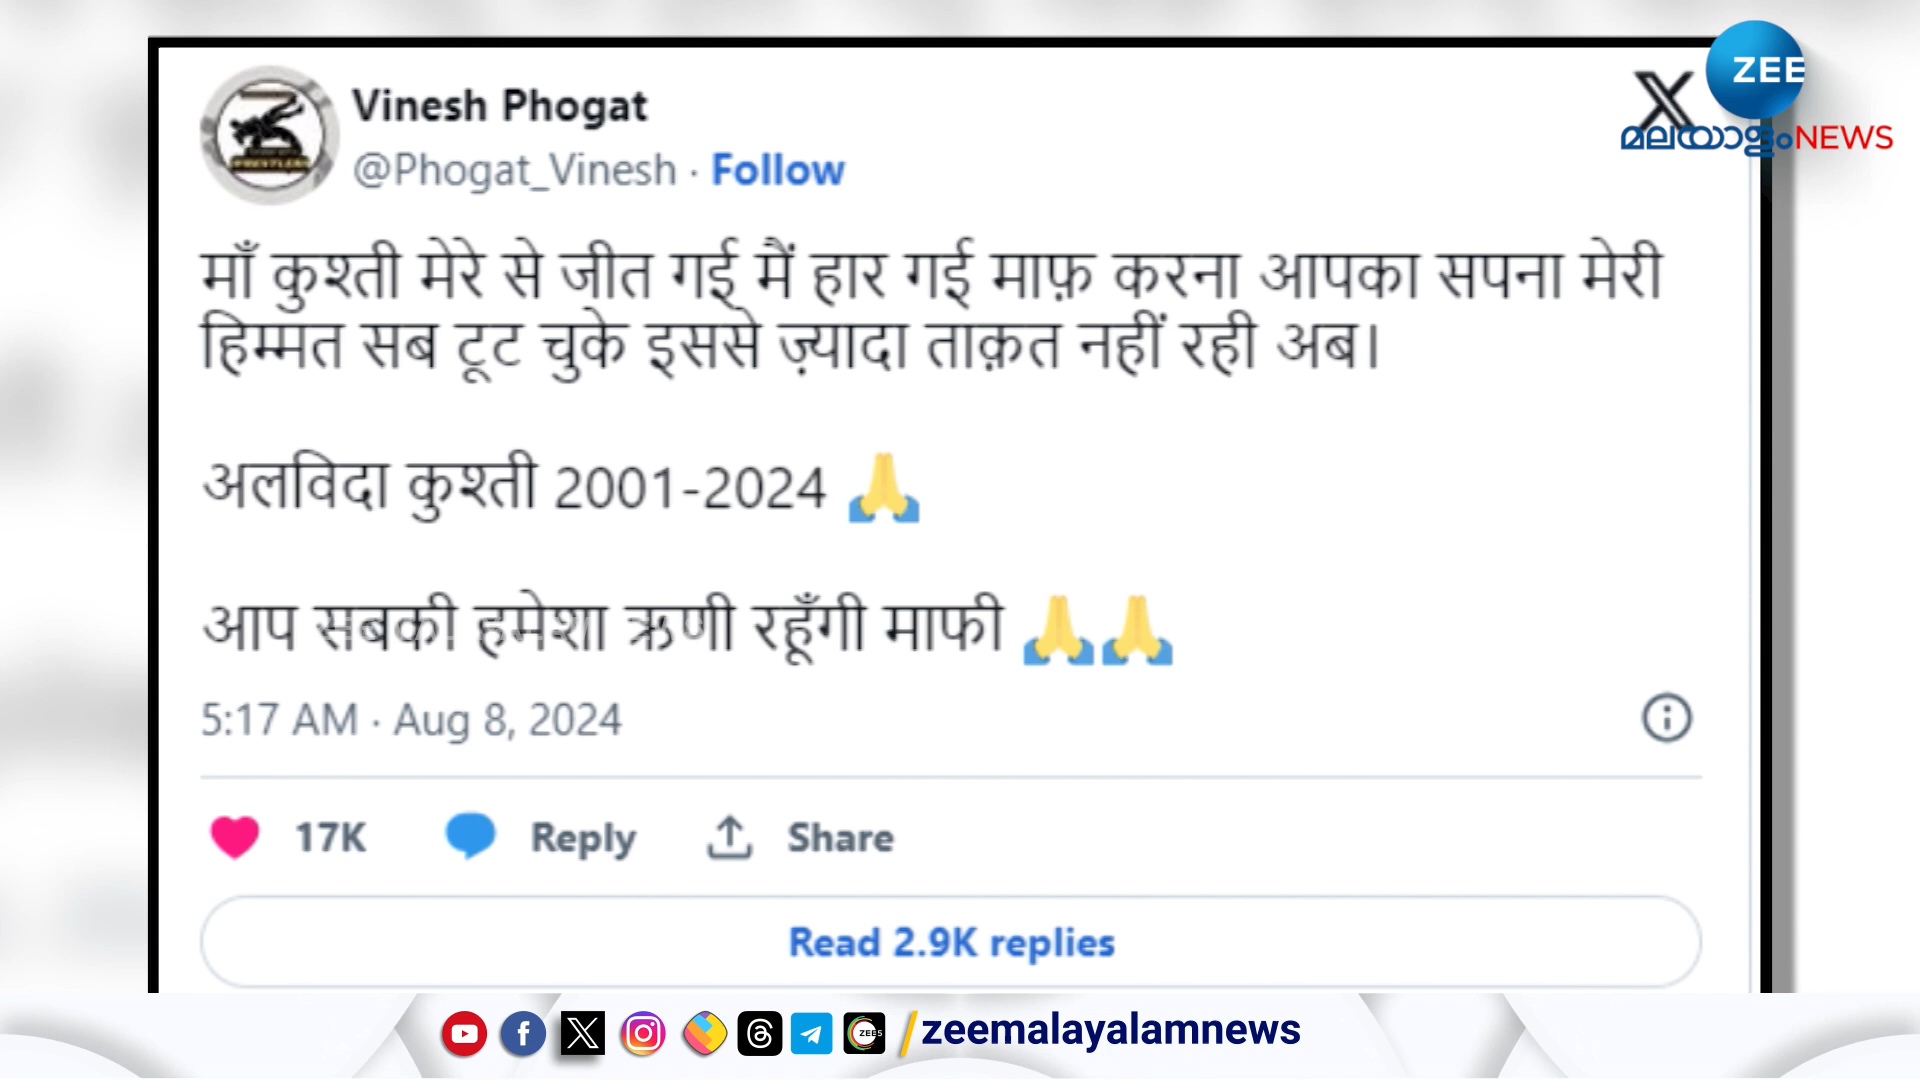 Vinesh Phogat
@Phogat_Vinesh · Follow
ZEE
മലയാളം NEWS
माँ कुश्ती मेरे से जीत गई मैं हार गई माफ़ करना आपका सपना मेरी
हिम्मत सब टूट चुके इससे ज़्यादा ताक़त नहीं रही अब।
अलविदा कुश्ती 2001-2024 🙏
आप सबकी हमेशा ऋणी रहूँगी माफी 🙏🙏
5:17 AM · Aug 8, 2024
17K Reply Share
Read 2.9K replies
ZEE5 zeemalayalamnews